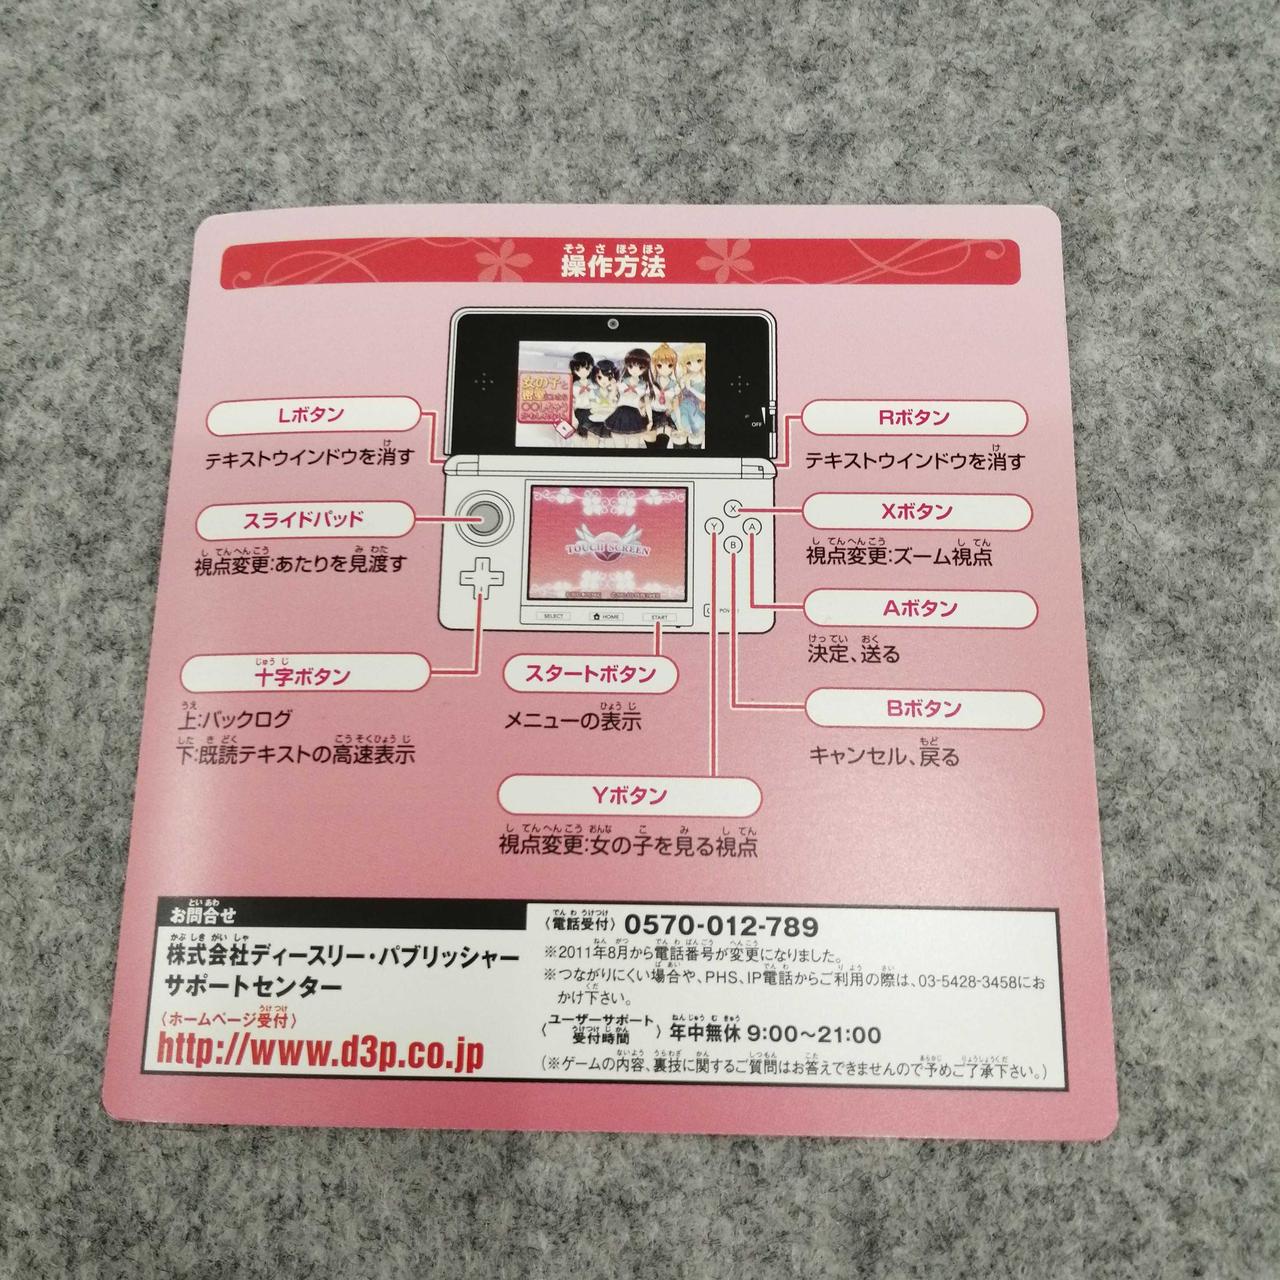 操作方法
女の子と
密室
OFF
Lボタン
テキストウインドウを消す
Rボタン
テキストウインドウを消す
スライドパッド
視点変更:あたりを見渡す
Xボタン
視点変更:ズーム視点
TOUCH SCREEN
X
Y
A
B
SELECT
HOME
START
Aボタン
決定、送る
十字ボタン
上:バックログ
下:既読テキストの高速表示
スタートボタン
メニューの表示
Bボタン
キャンセル、戻る
Yボタン
視点変更:女の子を見る視点
お問合せ
株式会社ディースリー・パブリッシャー
サポートセンター
〈ホームページ受付〉
http://www.d3p.co.jp
〈電話受付〉 0570-012-789
※2011年8月から電話番号が変更になりました。
※つながりにくい場合や、PHS、IP電話からご利用の際は、03-5428-3458にお
かけ下さい。
〈ユーザーサポート受付時間〉 年中無休 9:00〜21:00
(※ゲームの内容、裏技に関するご質問はお答えできませんので予めご了承下さい。)